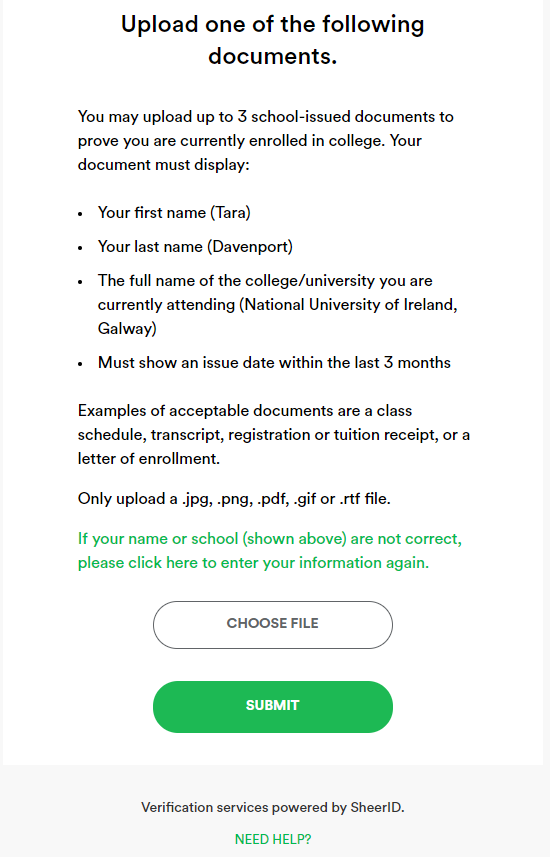 Upload one of the following
documents.
You may upload up to 3 school-issued documents to
prove you are currently enrolled in college. Your
document must display:
• Your first name (Tara)
• Your last name (Davenport)
• The full name of the college/university you are
currently attending (National University of Ireland,
Galway)
• Must show an issue date within the last 3 months
Examples of acceptable documents are a class
schedule, transcript, registration or tuition receipt, or a
letter of enrollment.
Only upload a .jpg, .png, .pdf, .gif or .rtf file.
If your name or school (shown above) are not correct,
please click here to enter your information again.
CHOOSE FILE
SUBMIT
Verification services powered by SheerID.
NEED HELP?